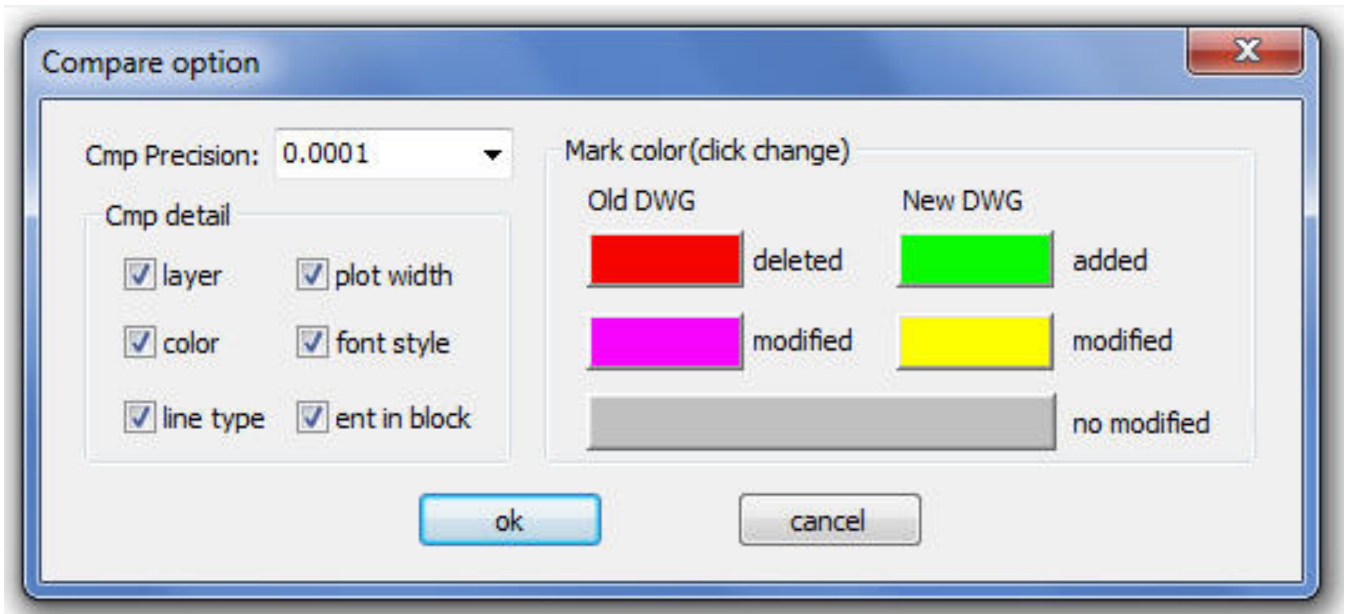 Compare option
Cmp Precision: 0.0001
Cmp detail
layer plot width
color font style
line type ent in block
Mark color(click change)
Old DWG New DWG
deleted added
modified modified
no modified
ok cancel